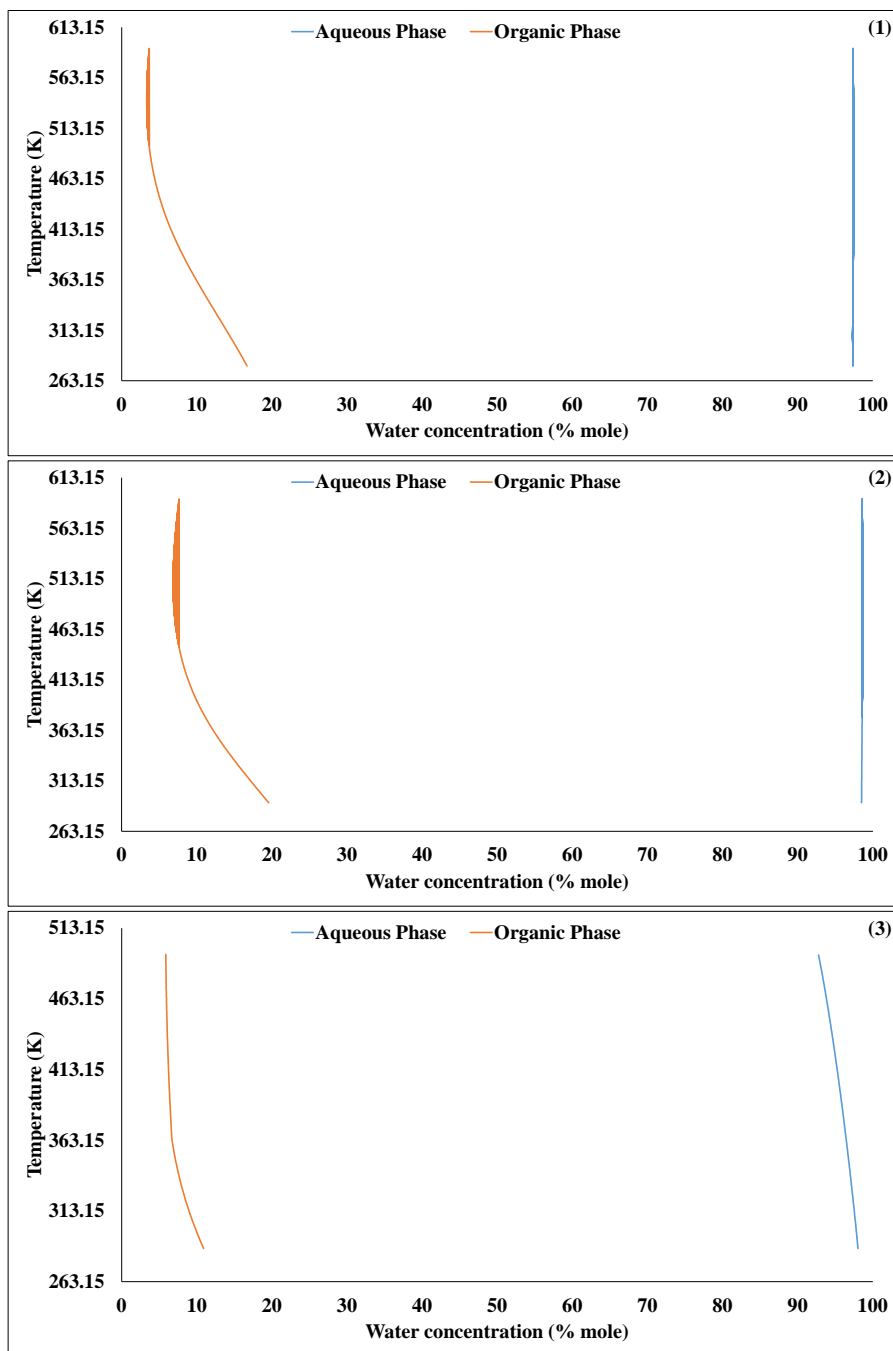 Aqueous Phase Organic Phase (1)
613.15
563.15
513.15
463.15
413.15
363.15
313.15
263.15
Temperature (K)
0 10 20 30 40 50 60 70 80 90 100
Water concentration (% mole)
Aqueous Phase Organic Phase (2)
613.15
563.15
513.15
463.15
413.15
363.15
313.15
263.15
Temperature (K)
0 10 20 30 40 50 60 70 80 90 100
Water concentration (% mole)
Aqueous Phase Organic Phase (3)
513.15
463.15
413.15
363.15
313.15
263.15
Temperature (K)
0 10 20 30 40 50 60 70 80 90 100
Water concentration (% mole)